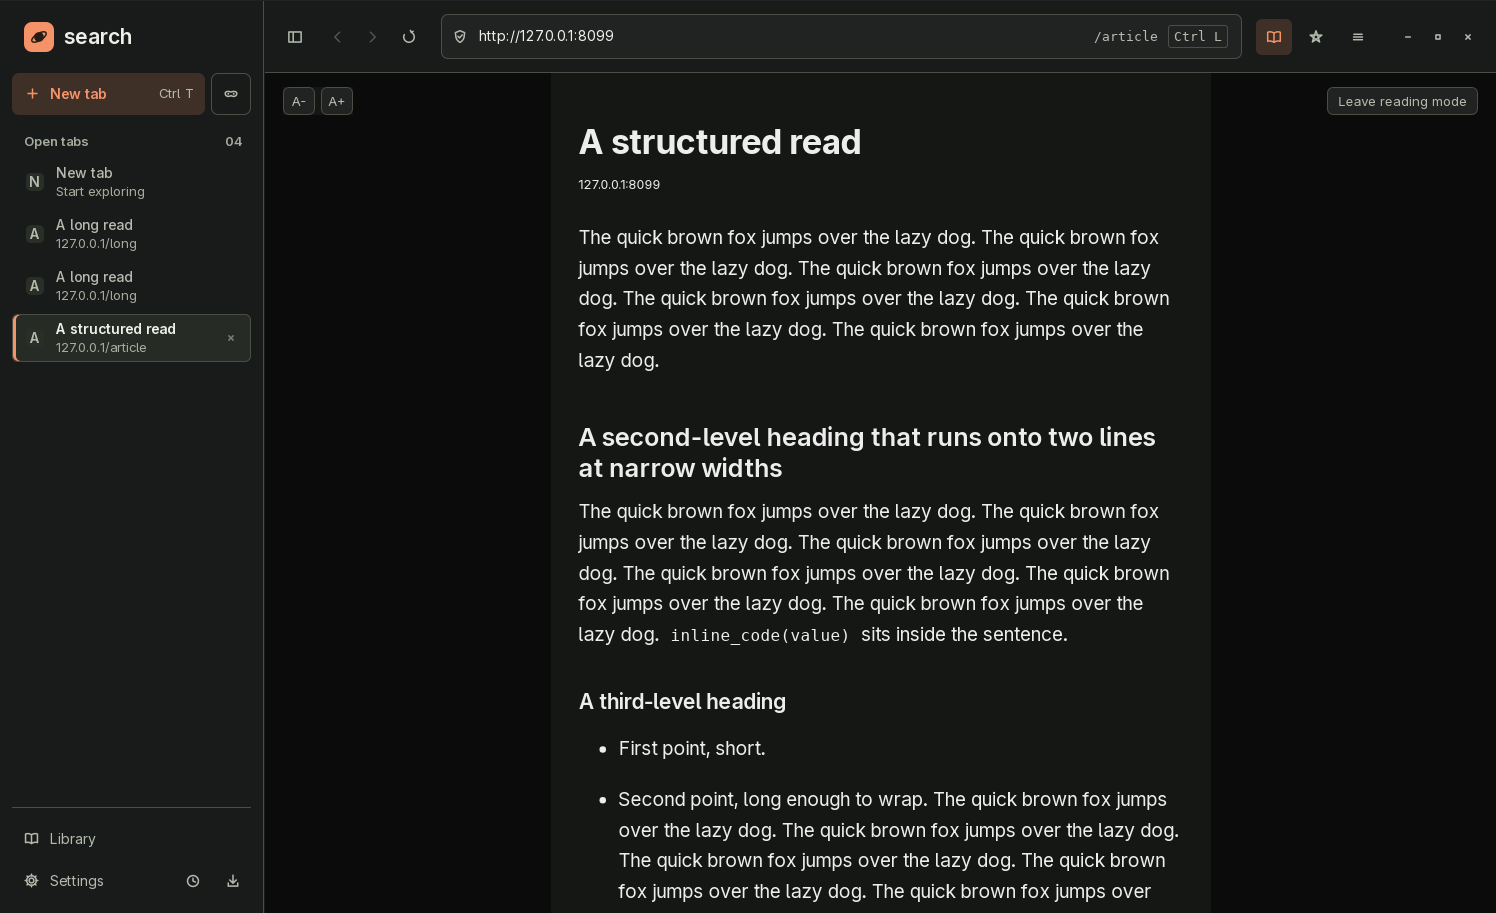 search
New tab Ctrl T
Open tabs 04
N New tab
Start exploring
A A long read
127.0.0.1/long
A A long read
127.0.0.1/long
A A structured read ×
127.0.0.1/article
Library
Settings
http://127.0.0.1:8099 /article Ctrl L
A- A+
Leave reading mode
A structured read
127.0.0.1:8099
The quick brown fox jumps over the lazy dog. The quick brown fox
jumps over the lazy dog. The quick brown fox jumps over the lazy
dog. The quick brown fox jumps over the lazy dog. The quick brown
fox jumps over the lazy dog. The quick brown fox jumps over the
lazy dog.
A second-level heading that runs onto two lines
at narrow widths
The quick brown fox jumps over the lazy dog. The quick brown fox
jumps over the lazy dog. The quick brown fox jumps over the lazy
dog. The quick brown fox jumps over the lazy dog. The quick brown
fox jumps over the lazy dog. The quick brown fox jumps over the
lazy dog. inline_code(value) sits inside the sentence.
A third-level heading
• First point, short.
• Second point, long enough to wrap. The quick brown fox jumps
over the lazy dog. The quick brown fox jumps over the lazy dog.
The quick brown fox jumps over the lazy dog. The quick brown
fox jumps over the lazy dog. The quick brown fox jumps over